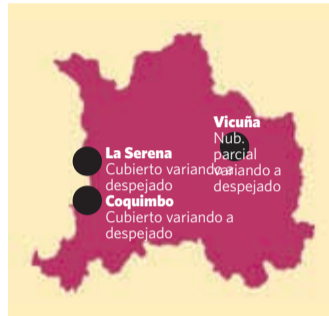 Vicuña
Nub.
parcial
variando a
despejado
La Serena
Cubierto variando a
despejado
Coquimbo
Cubierto variando a
despejado